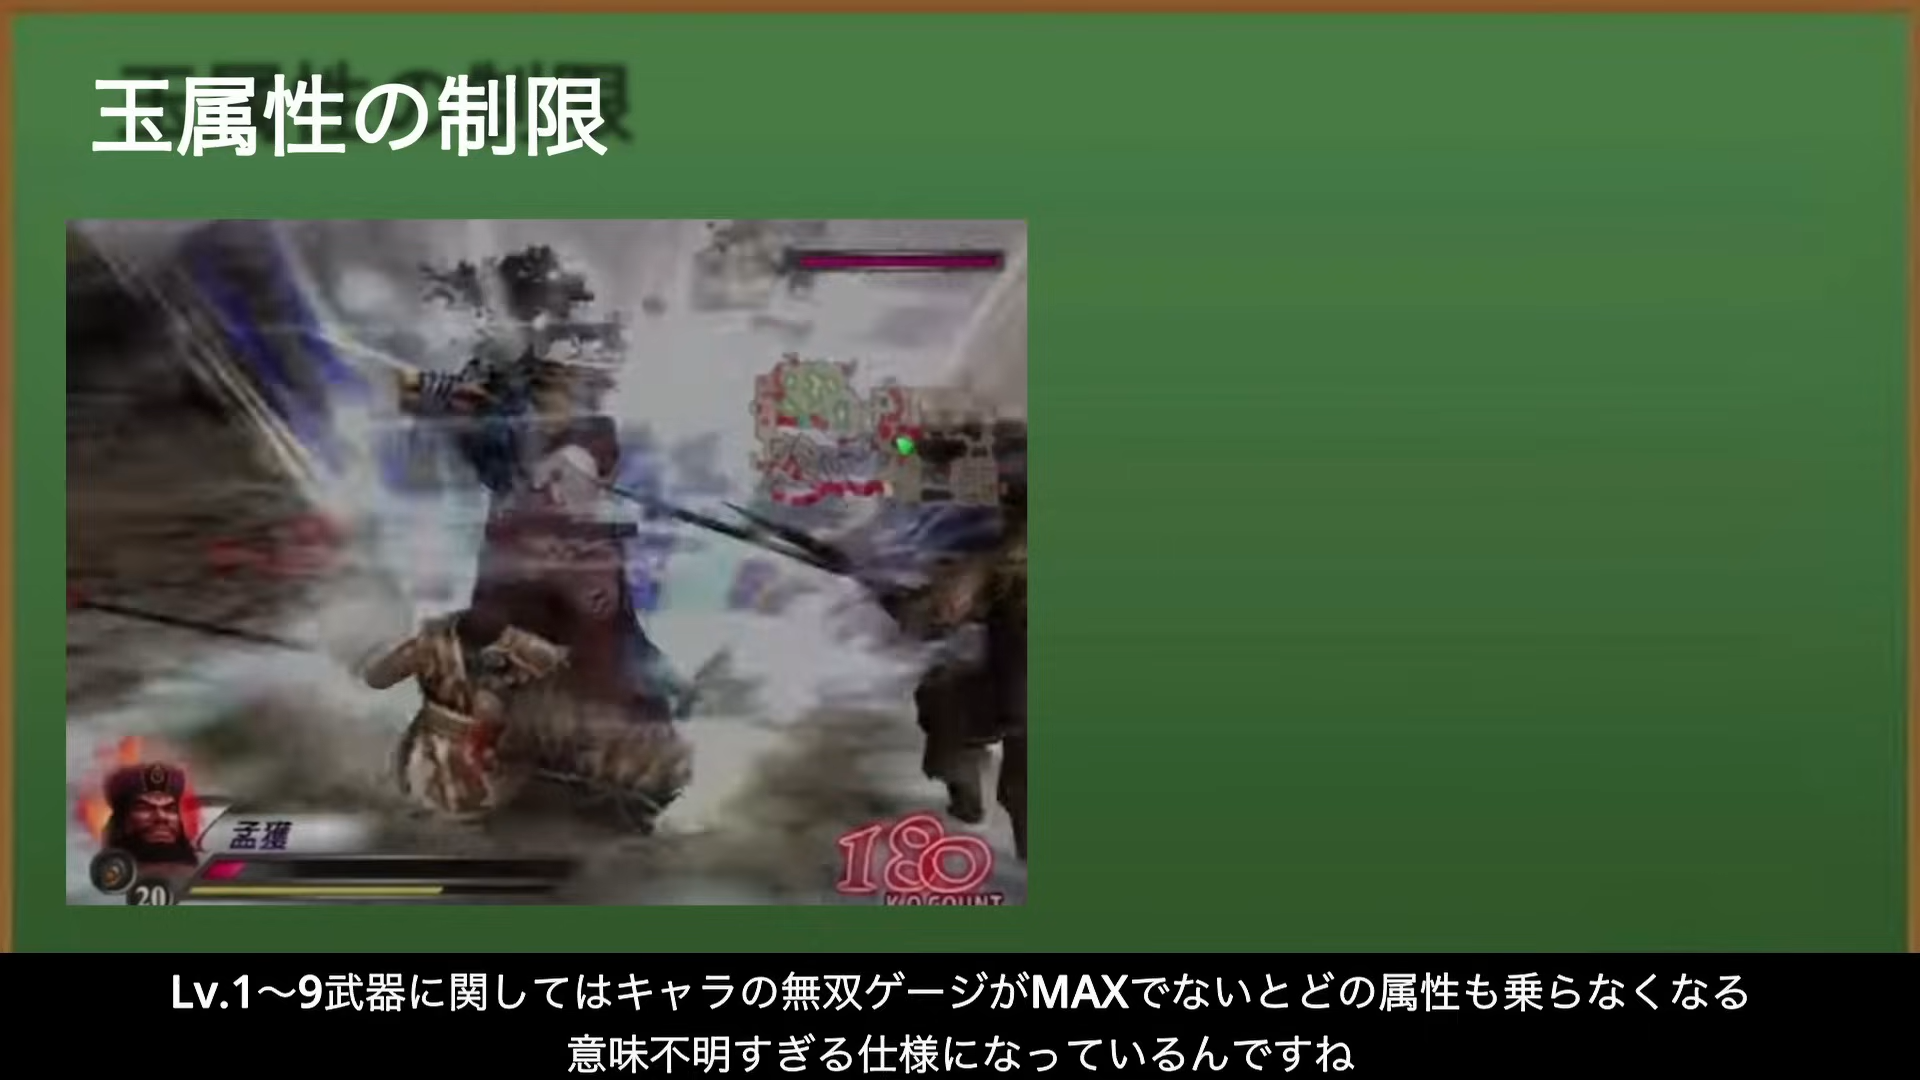 玉属性の制限
孟獲
20
180
K.O.COUNT
Lv.1～9武器に関してはキャラの無双ゲージがMAXでないとどの属性も乗らなくなる
意味不明すぎる仕様になっているんですね